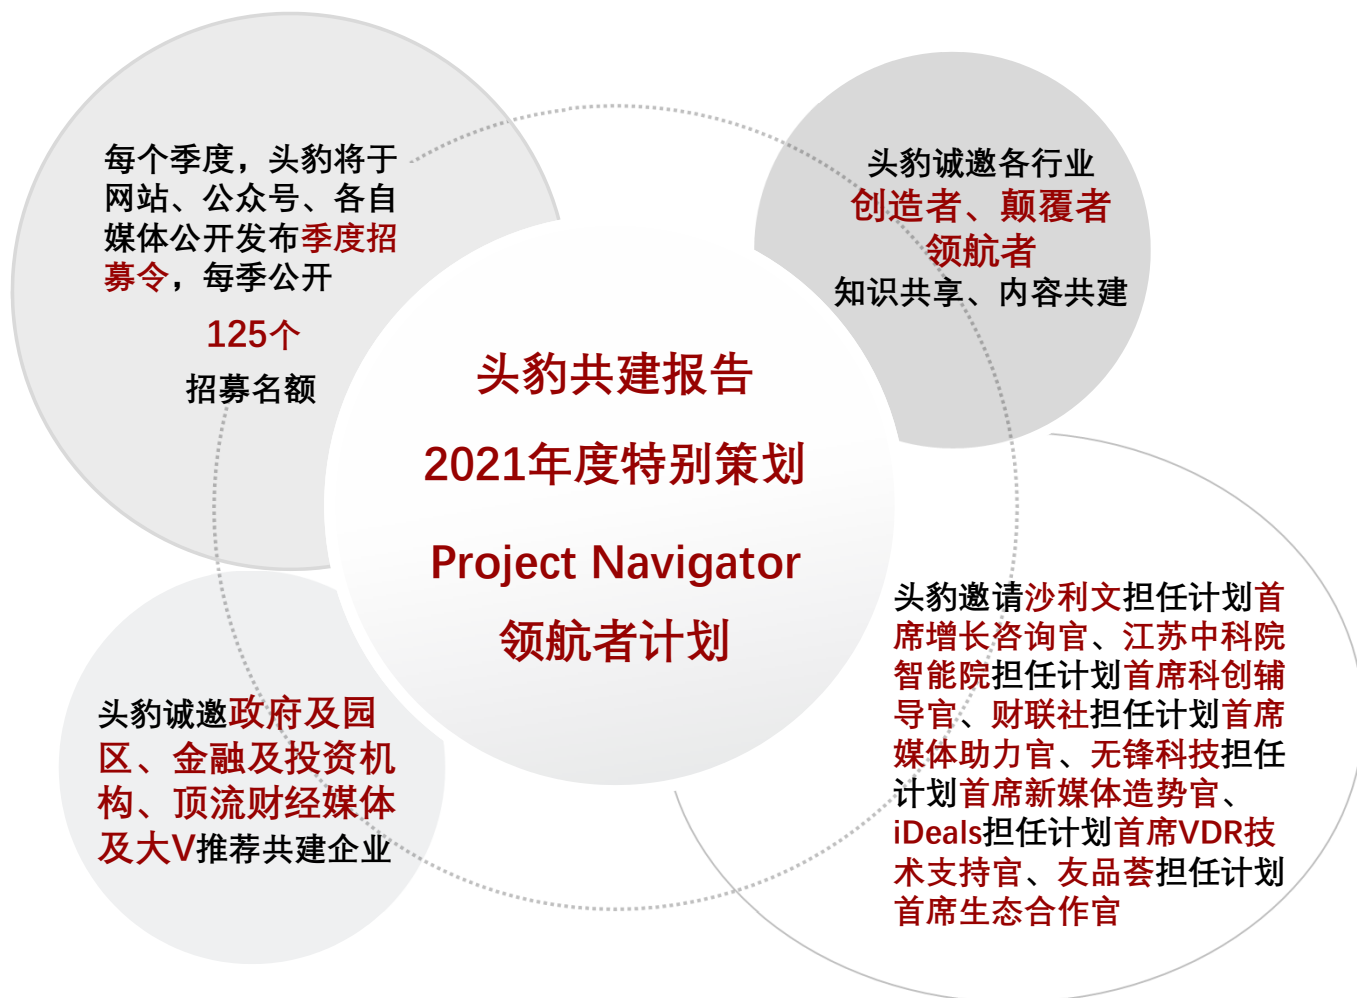 每个季度，头豹将于
网站、公众号、各自
媒体公开发布季度招
募令，每季公开
125个
招募名额
头豹诚邀各行业
创造者、颠覆者
领航者
知识共享、内容共建
头豹共建报告
2021年度特别策划
Project Navigator
领航者计划
头豹诚邀政府及园
区、金融及投资机
构、顶流财经媒体
及大V推荐共建企业
头豹邀请沙利文担任计划首
席增长咨询官、江苏中科院
智能院担任计划首席科创辅
导官、财联社担任计划首席
媒体助力官、无锋科技担任
计划首席新媒体造势官、
iDeals担任计划首席VDR技
术支持官、友品荟担任计划
首席生态合作官